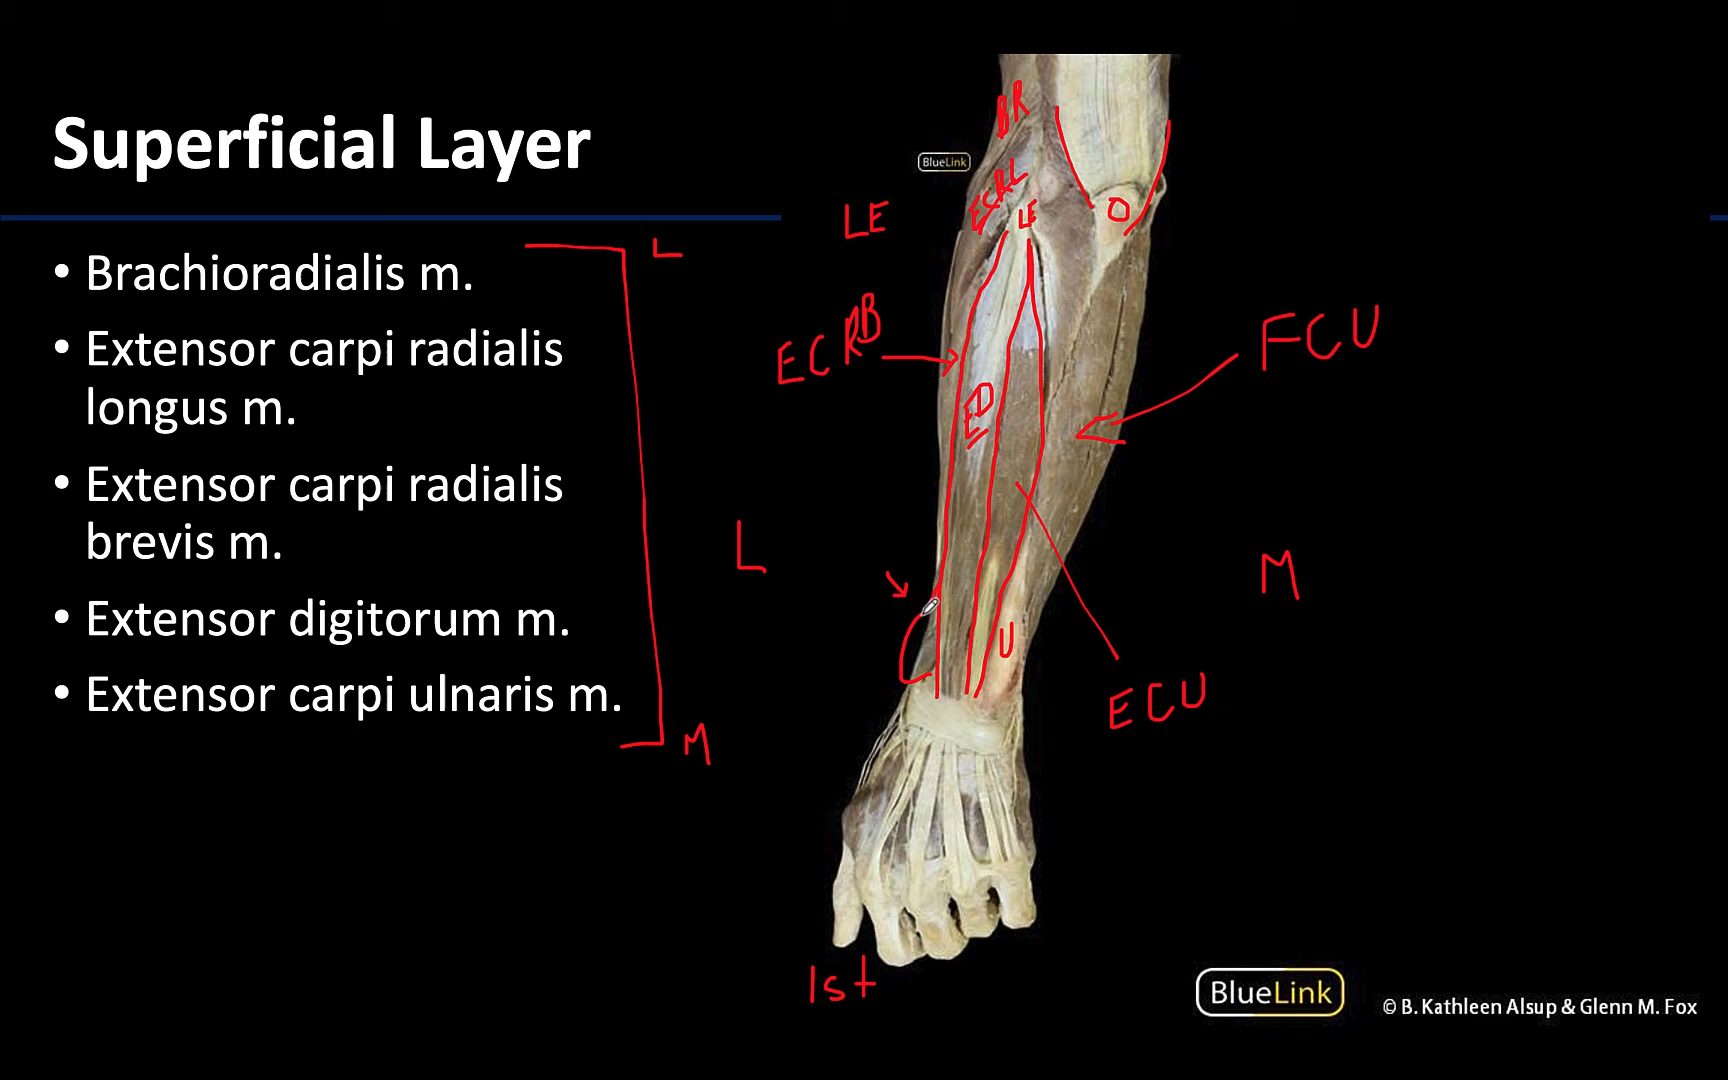 Superficial Layer
• Brachioradialis m.
• Extensor carpi radialis
longus m.
• Extensor carpi radialis
brevis m.
• Extensor digitorum m.
• Extensor carpi ulnaris m.
L
M
L
LE
ECRB
BR
BlueLink
ECRL
LE
O
ED
FCU
U
M
ECU
1st
BlueLink
© B. Kathleen Alsup & Glenn M. Fox